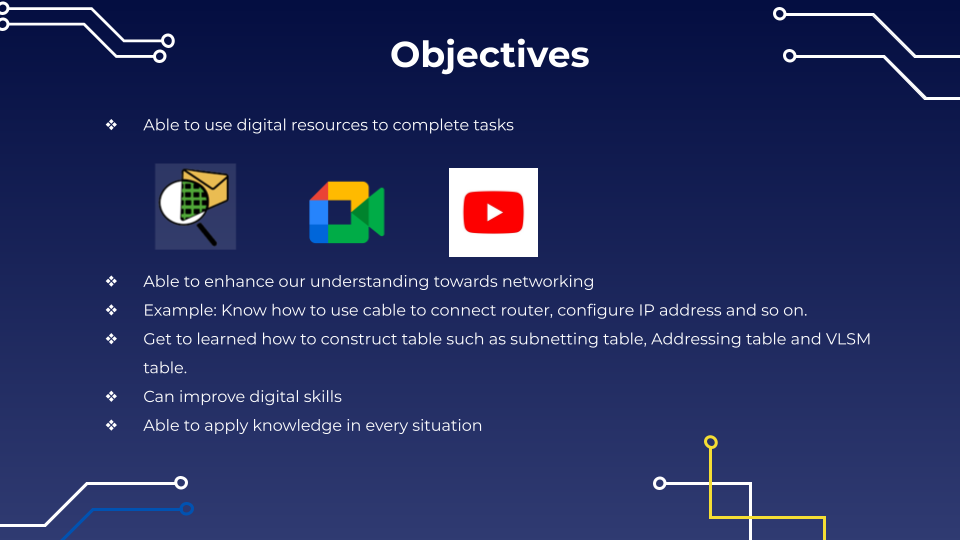 Objectives
❖ Able to use digital resources to complete tasks
❖ Able to enhance our understanding towards networking
❖ Example: Know how to use cable to connect router, configure IP address and so on.
❖ Get to learned how to construct table such as subnetting table, Addressing table and VLSM
table.
❖ Can improve digital skills
❖ Able to apply knowledge in every situation